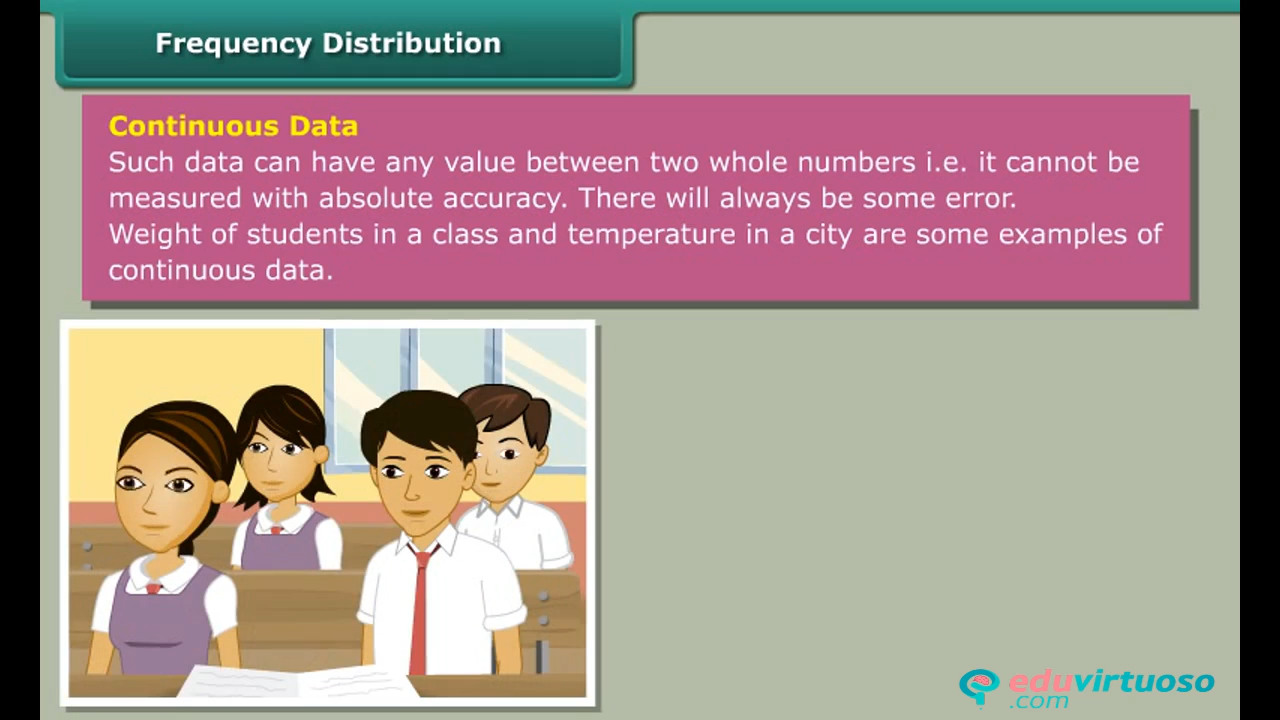 Frequency Distribution
Continuous Data
Such data can have any value between two whole numbers i.e. it cannot be
measured with absolute accuracy. There will always be some error.
Weight of students in a class and temperature in a city are some examples of
continuous data.
eduvirtuoso
.com